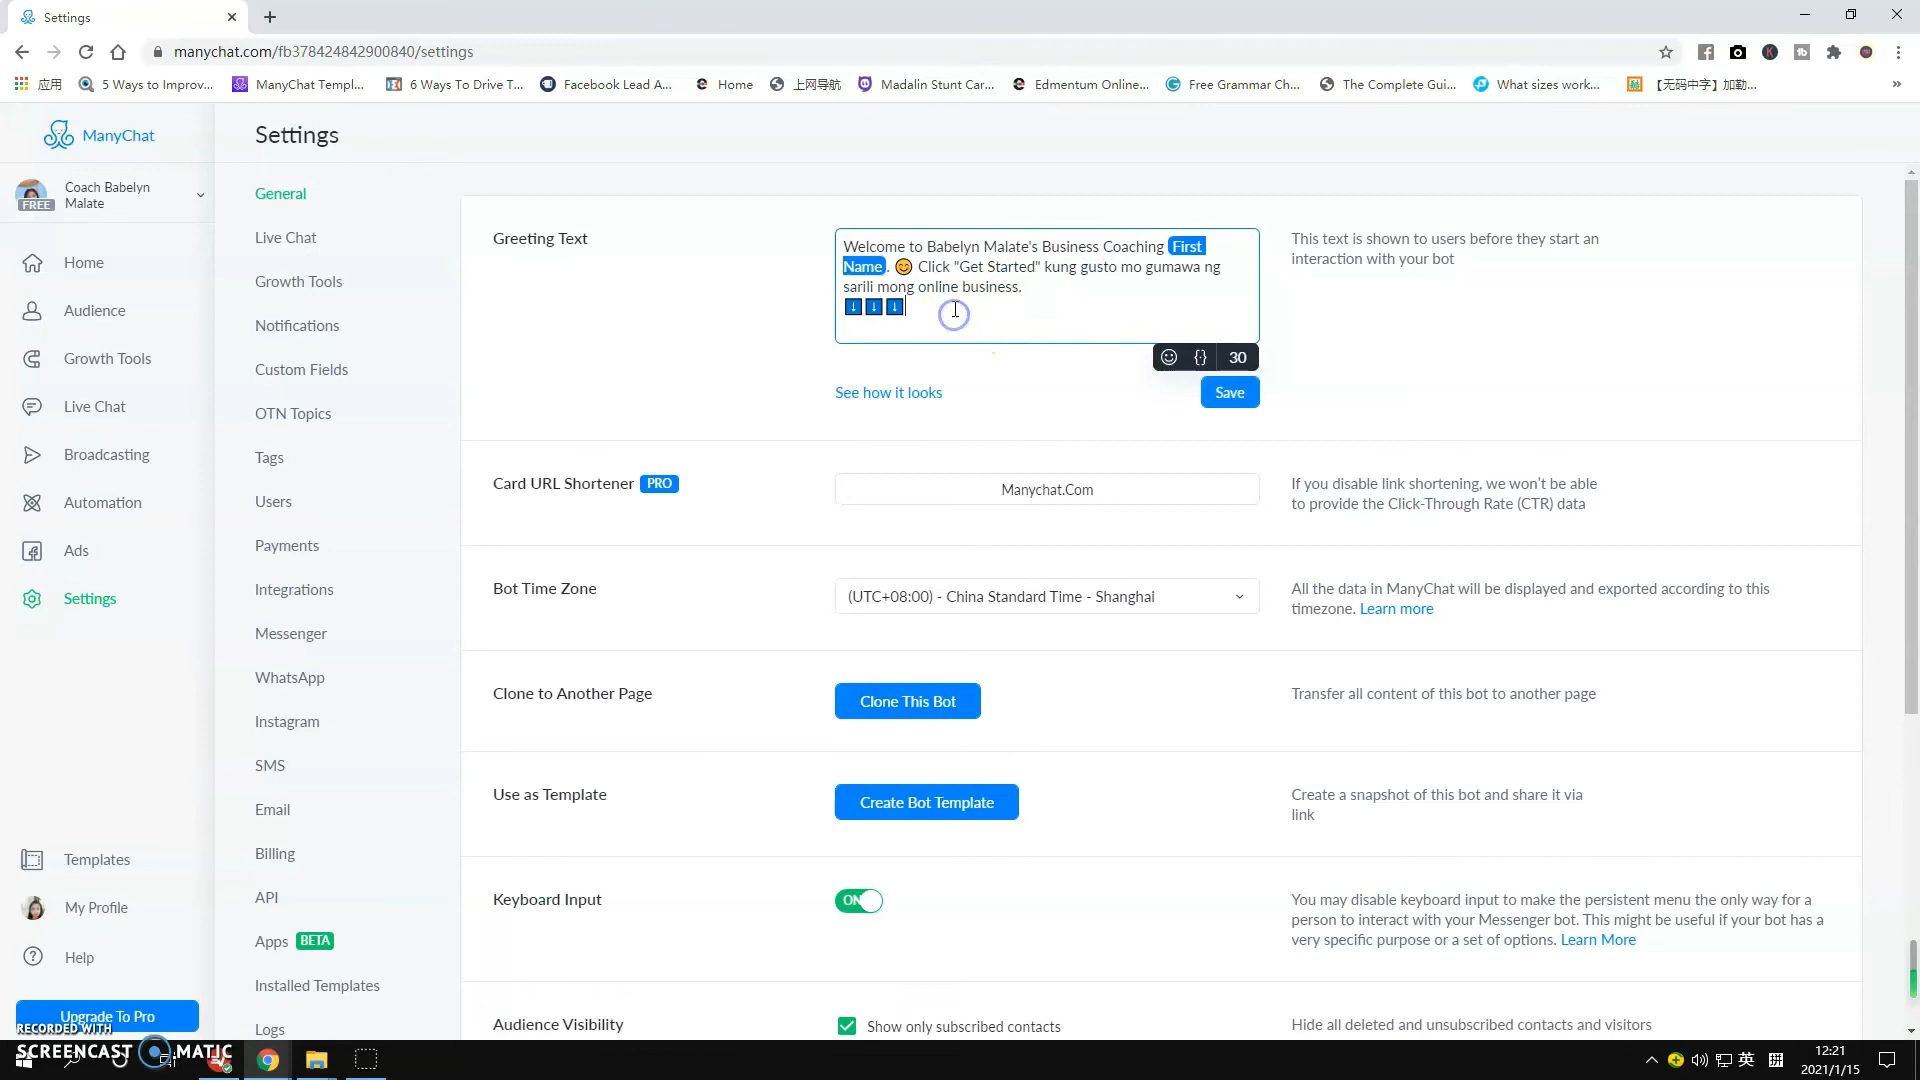 Settings
manychat.com/fb378424842900840/settings
应用
5 Ways to Improv...
ManyChat Templ...
6 Ways To Drive T...
Facebook Lead A...
Home
上网导航
Madalin Stunt Car...
Edmentum Online...
Free Grammar Ch...
The Complete Gui...
What sizes work...
【无码中字】加勒...
»
ManyChat
Settings
Coach Babelyn
Malate
FREE
Home
Audience
Growth Tools
Live Chat
Broadcasting
Automation
Ads
Settings
Templates
My Profile
Help
Upgrade To Pro
General
Live Chat
Growth Tools
Notifications
Custom Fields
OTN Topics
Tags
Users
Payments
Integrations
Messenger
WhatsApp
Instagram
SMS
Email
Billing
API
Apps BETA
Installed Templates
Logs
Greeting Text
Welcome to Babelyn Malate's Business Coaching First
Name. 😊 Click "Get Started" kung gusto mo gumawa ng
sarili mong online business.
⬇⬇⬇
{} 30
See how it looks
Save
This text is shown to users before they start an
interaction with your bot
Card URL Shortener PRO
Manychat.Com
If you disable link shortening, we won't be able
to provide the Click-Through Rate (CTR) data
Bot Time Zone
(UTC+08:00) - China Standard Time - Shanghai
All the data in ManyChat will be displayed and exported according to this
timezone. Learn more
Clone to Another Page
Clone This Bot
Transfer all content of this bot to another page
Use as Template
Create Bot Template
Create a snapshot of this bot and share it via
link
Keyboard Input
ON
You may disable keyboard input to make the persistent menu the only way for a
person to interact with your Messenger bot. This might be useful if your bot has a
very specific purpose or a set of options. Learn More
Audience Visibility
Show only subscribed contacts
Hide all deleted and unsubscribed contacts and visitors
RECORDED WITH
SCREENCAST MATIC
英
拼
12:21
2021/1/15